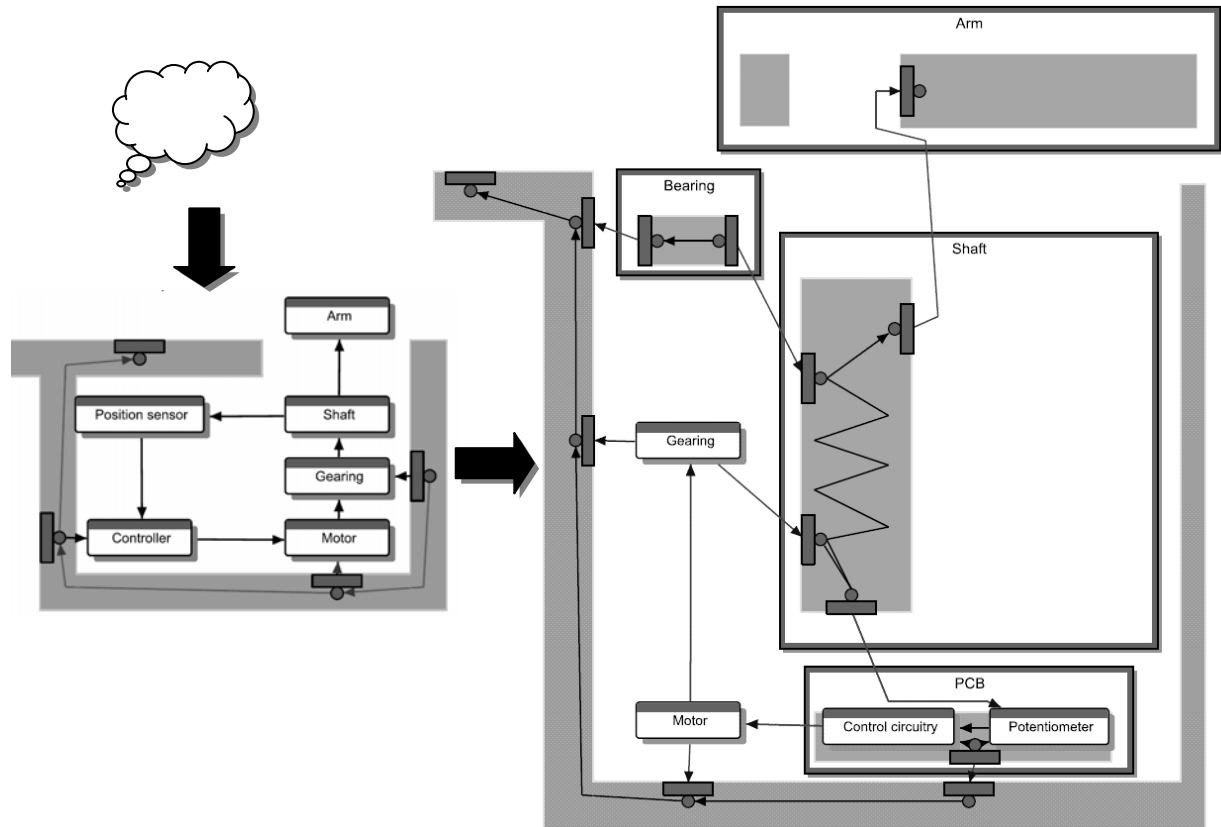 Arm
Position sensor
Shaft
Gearing
Controller
Motor
Arm
Bearing
Shaft
Gearing
PCB
Motor
Control circuitry
Potentiometer